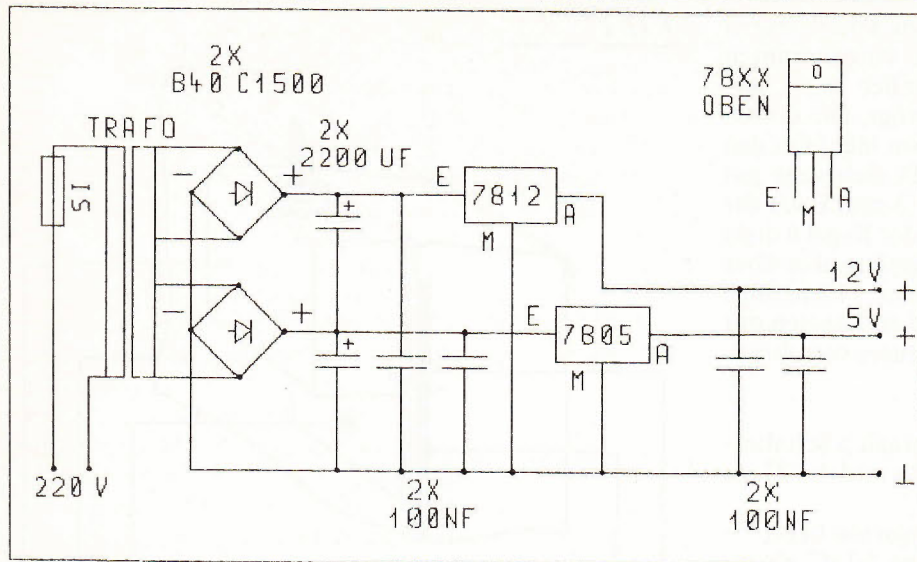 2X
B40 C1500
TRAFO
2X
2200 UF
78XX
OBEN
O
E
M
A
SI
-
+
+
E
7812
A
M
-
+
E
7805
A
M
12V +
5V +
220 V
2X
100NF
2X
100NF
⊥